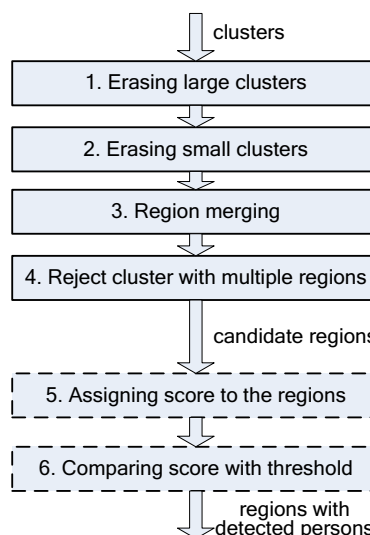 clusters
1. Erasing large clusters
2. Erasing small clusters
3. Region merging
4. Reject cluster with multiple regions
candidate regions
5. Assigning score to the regions
6. Comparing score with threshold
regions with
detected persons